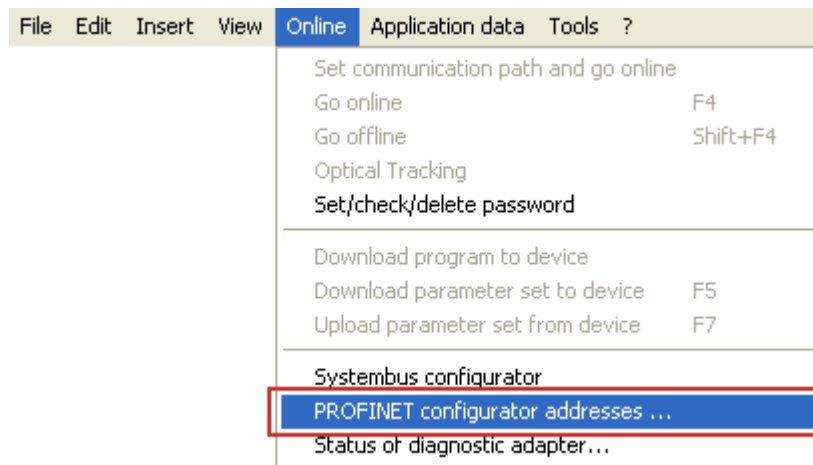 File Edit Insert View Online Application data Tools ?
Set communication path and go online
Go online F4
Go offline Shift+F4
Optical Tracking
Set/check/delete password
Download program to device
Download parameter set to device F5
Upload parameter set from device F7
Systembus configurator
PROFINET configurator addresses ...
Status of diagnostic adapter...